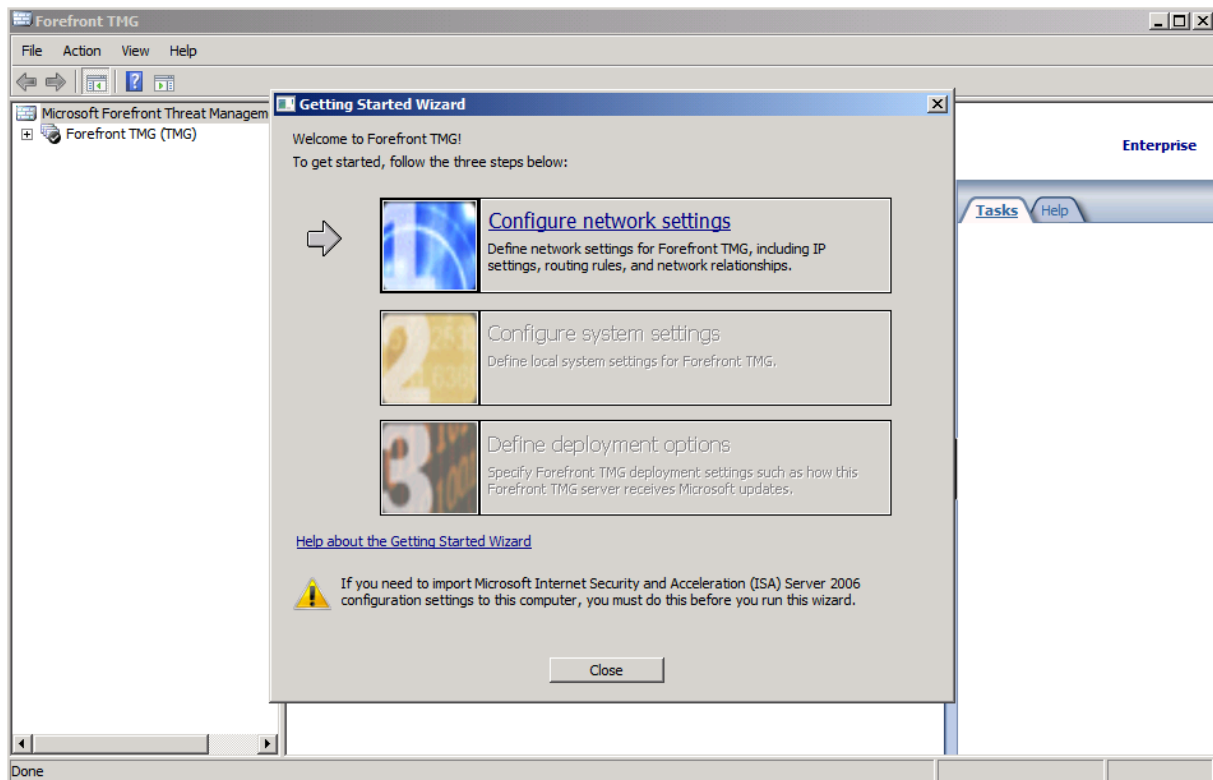 Forefront TMG
File Action View Help
Microsoft Forefront Threat Managem
Forefront TMG (TMG)
Getting Started Wizard
Welcome to Forefront TMG!
To get started, follow the three steps below:
1
Configure network settings
Define network settings for Forefront TMG, including IP
settings, routing rules, and network relationships.
2
Configure system settings
Define local system settings for Forefront TMG.
3
Define deployment options
Specify Forefront TMG deployment settings such as how this
Forefront TMG server receives Microsoft updates.
Help about the Getting Started Wizard
If you need to import Microsoft Internet Security and Acceleration (ISA) Server 2006
configuration settings to this computer, you must do this before you run this wizard.
Close
Enterprise
Tasks Help
Done